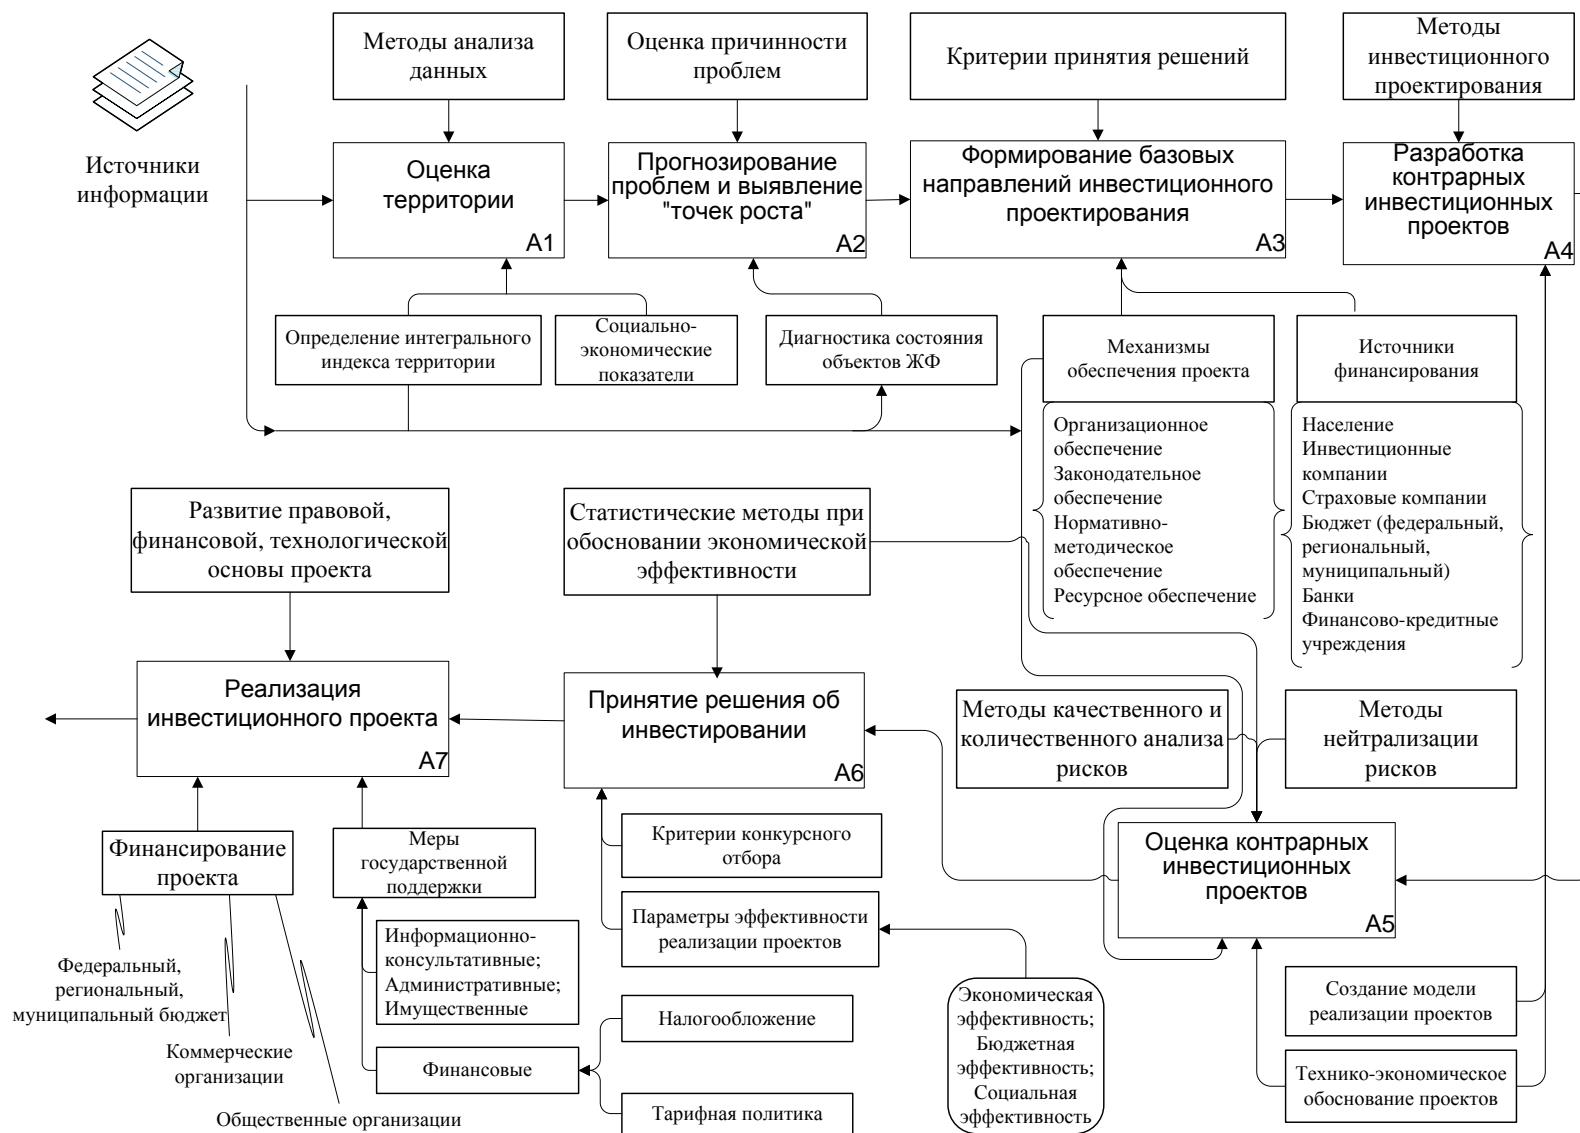 Методы анализа
данных
Оценка причинности
проблем
Критерии принятия решений
Методы
инвестиционного
проектирования
Источники
информации
Оценка
территории
А1
Прогнозирование
проблем и выявление
"точек роста"
А2
Формирование базовых
направлений инвестиционного
проектирования
А3
Разработка
контрарных
инвестиционных
проектов
А4
Определение интегрального
индекса территории
Социально-
экономические
показатели
Диагностика состояния
объектов ЖФ
Механизмы
обеспечения проекта
Источники
финансирования
Организационное
обеспечение
Законодательное
обеспечение
Нормативно-
методическое
обеспечение
Ресурсное обеспечение
Население
Инвестиционные
компании
Страховые компании
Бюджет (федеральный,
региональный,
муниципальный)
Банки
Финансово-кредитные
учреждения
Развитие правовой,
финансовой, технологической
основы проекта
Статистические методы при
обосновании экономической
эффективности
Реализация
инвестиционного проекта
А7
Принятие решения об
инвестировании
А6
Методы качественного и
количественного анализа
рисков
Методы
нейтрализации
рисков
Оценка контрарных
инвестиционных
проектов
А5
Финансирование
проекта
Меры
государственной
поддержки
Критерии конкурсного
отбора
Параметры эффективности
реализации проектов
Информационно-
консультативные;
Административные;
Имущественные
Федеральный,
региональный,
муниципальный бюджет
Коммерческие
организации
Общественные организации
Финансовые
Налогообложение
Тарифная политика
Экономическая
эффективность;
Бюджетная
эффективность;
Социальная
эффективность
Создание модели
реализации проектов
Технико-экономическое
обоснование проектов